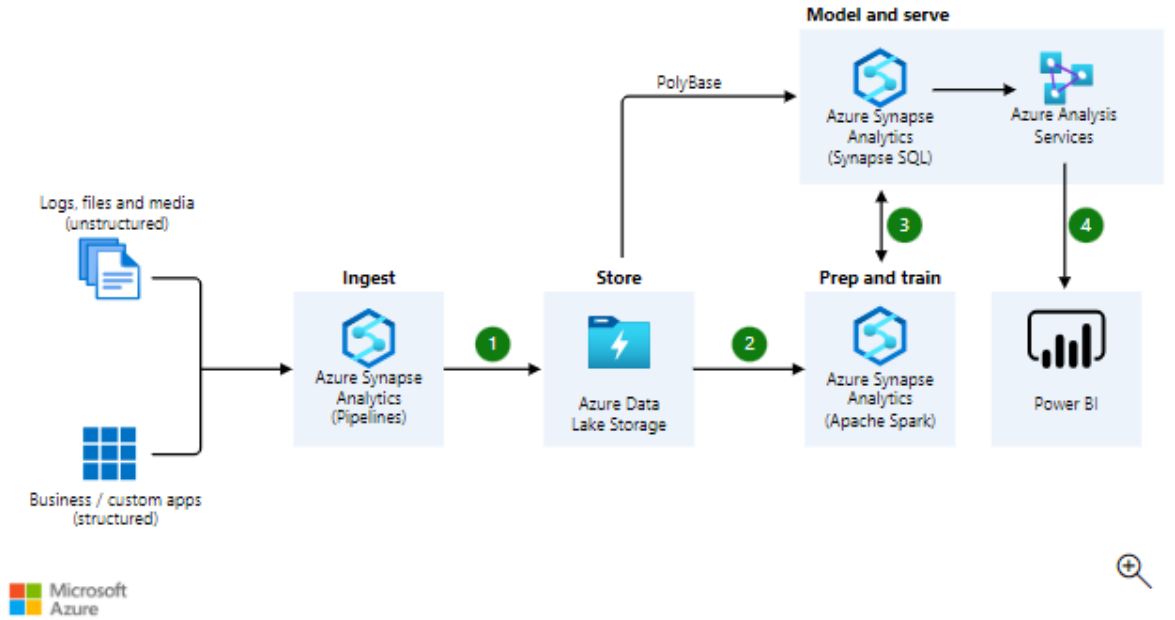 Model and serve
PolyBase
Azure Synapse
Analytics
(Synapse SQL)
Azure Analysis
Services
Logs, files and media
(unstructured)
3
4
Ingest
Store
Prep and train
1
2
Azure Synapse
Analytics
(Pipelines)
Azure Data
Lake Storage
Azure Synapse
Analytics
(Apache Spark)
Power BI
Business / custom apps
(structured)
Microsoft
Azure